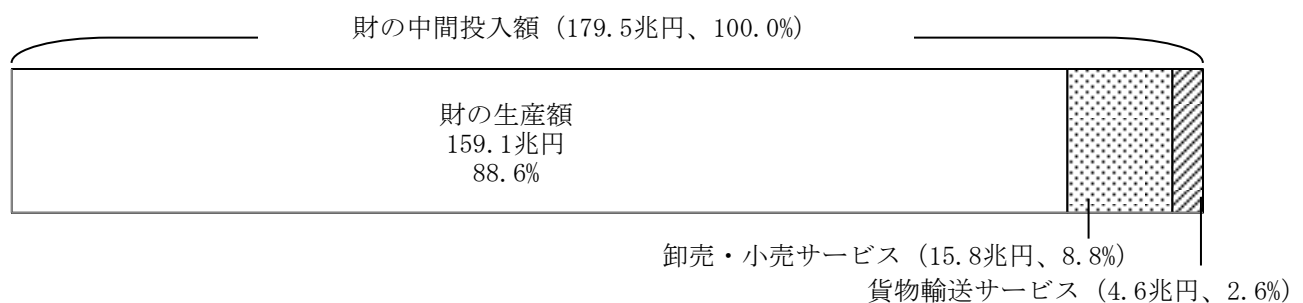 財の中間投入額（179.5兆円、100.0%）
財の生産額
159.1兆円
88.6%
卸売・小売サービス（15.8兆円、8.8%）
貨物輸送サービス（4.6兆円、2.6%）